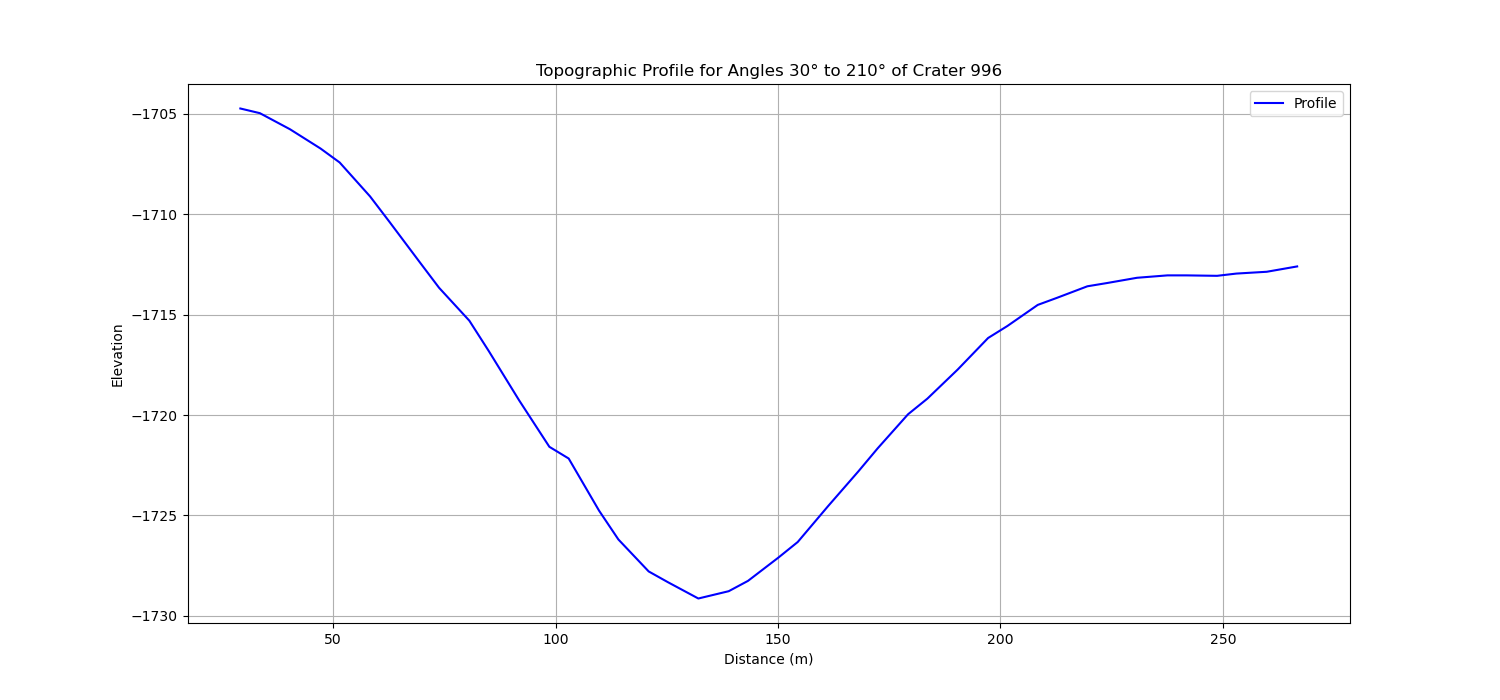 Topographic Profile for Angles 30° to 210° of Crater 996
Profile
−1705
−1710
−1715
−1720
−1725
−1730
Elevation
50 100 150 200 250
Distance (m)